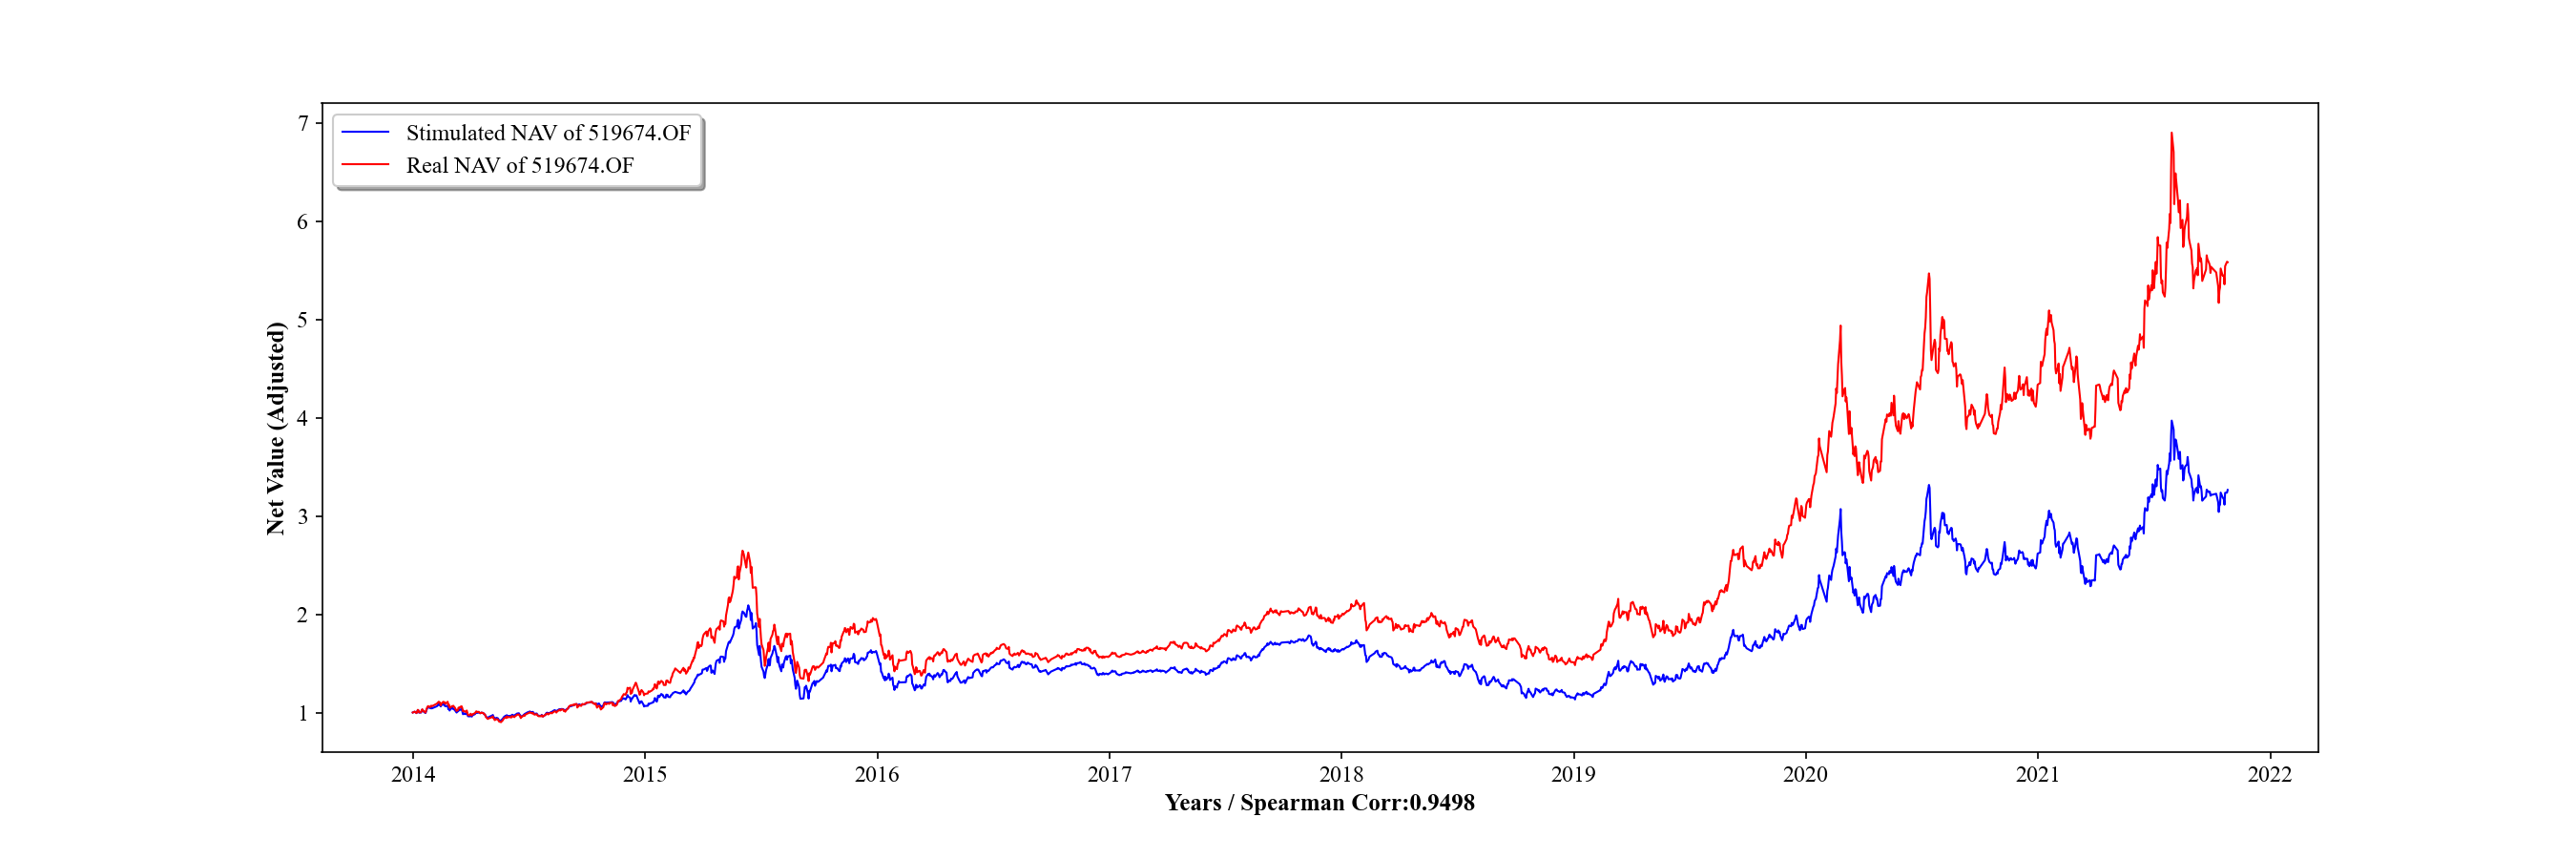 Stimulated NAV of 519674.OF
Real NAV of 519674.OF
7
6
5
4
3
2
1
Net Value (Adjusted)
2014 2015 2016 2017 2018 2019 2020 2021 2022
Years / Spearman Corr:0.9498